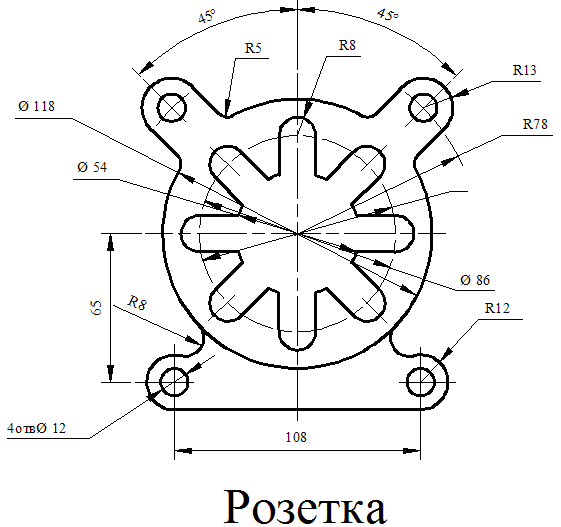 45°
45°
R5
R8
R13
Ø 118
R78
Ø 54
Ø 86
65
R8
R12
4отвØ 12
108
Розетка